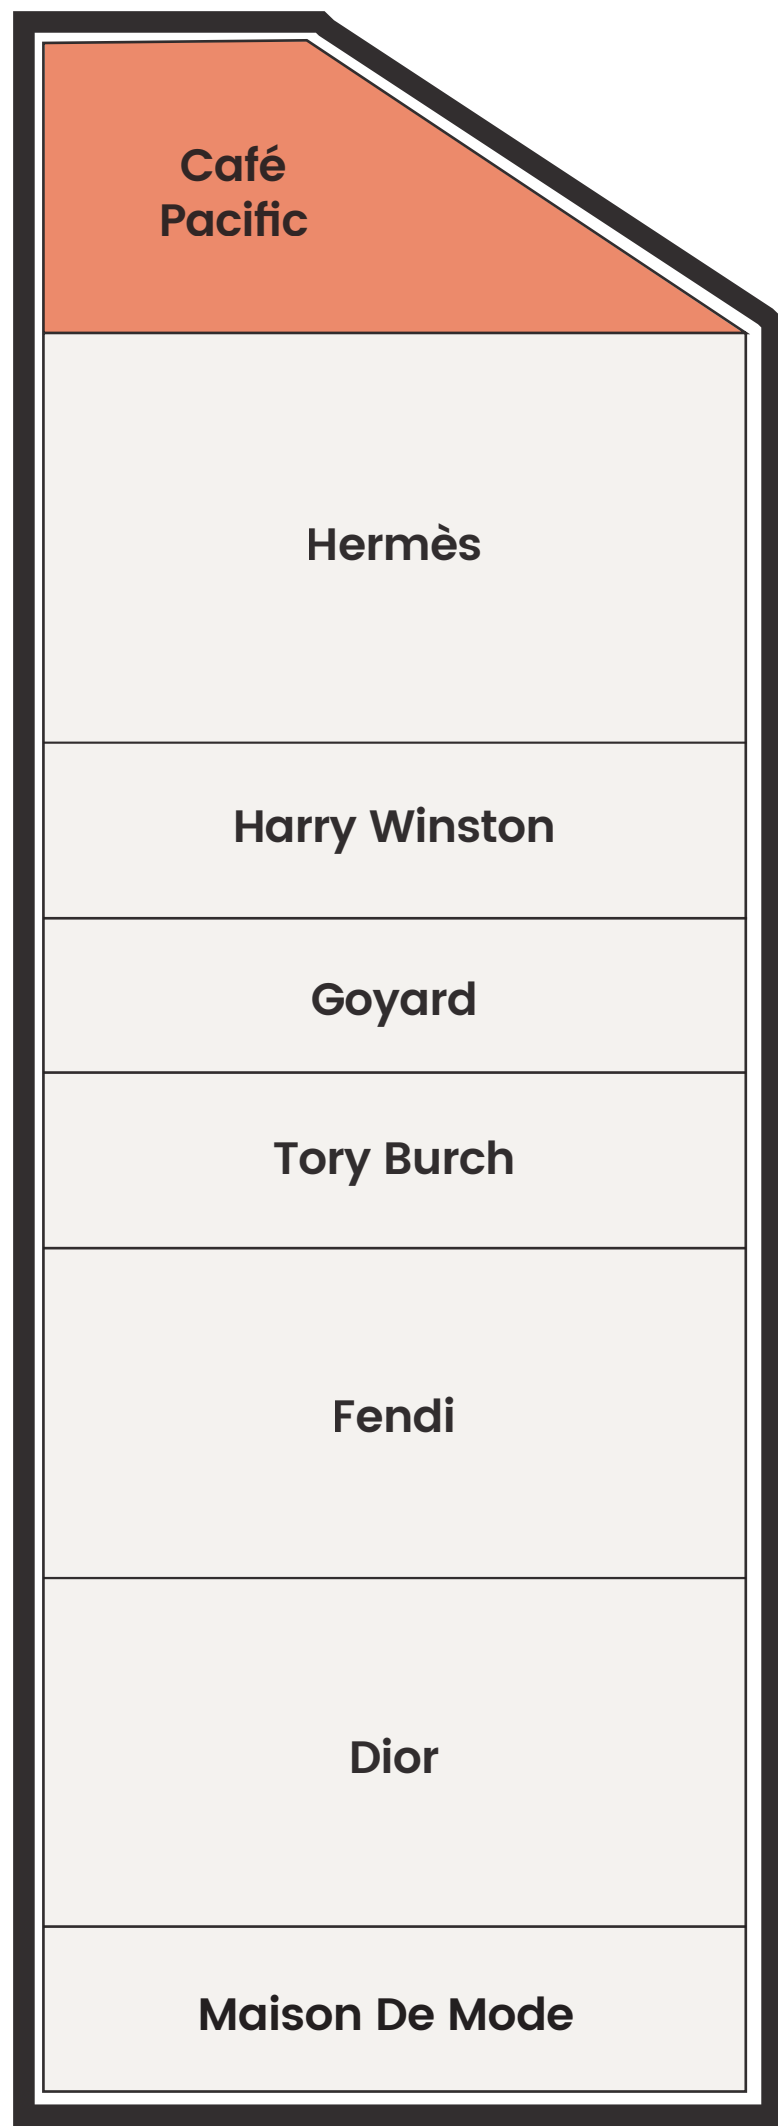 Café
Pacific
Hermès
Harry Winston
Goyard
Tory Burch
Fendi
Dior
Maison De Mode